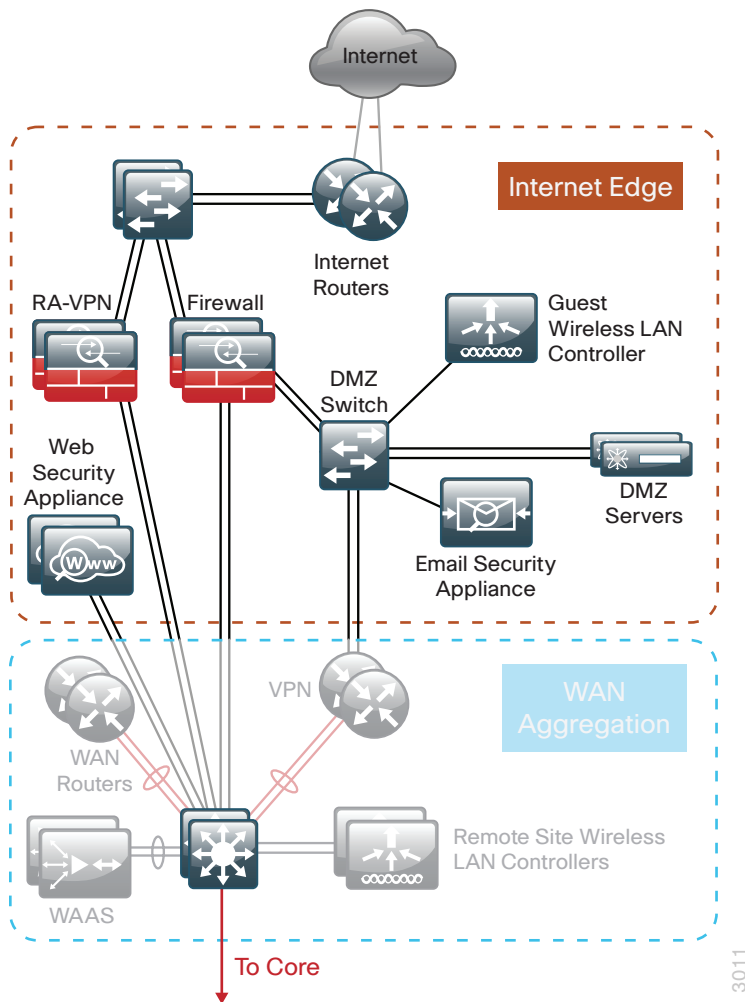 Internet
Internet Edge
Internet
Routers
RA-VPN
Firewall
Guest
Wireless LAN
Controller
DMZ
Switch
Web
Security
Appliance
Www
DMZ
Servers
Email Security
Appliance
VPN
WAN
Aggregation
WAN
Routers
Remote Site Wireless
LAN Controllers
WAAS
To Core
3011